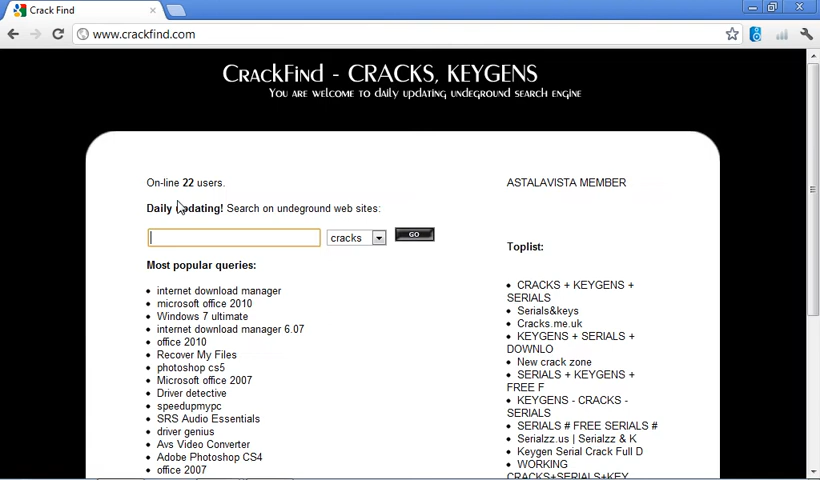 Crack Find
www.crackfind.com
CrackFind - CRACKS, KEYGENS
You are welcome to daily updating undeground search engine
On-line 22 users.
ASTALAVISTA MEMBER
Daily updating! Search on undeground web sites:
cracks
GO
Toplist:
Most popular queries:
internet download manager
microsoft office 2010
Windows 7 ultimate
internet download manager 6.07
office 2010
Recover My Files
photoshop cs5
Microsoft office 2007
Driver detective
speedupmypc
SRS Audio Essentials
driver genius
Avs Video Converter
Adobe Photoshop CS4
office 2007
CRACKS + KEYGENS +
SERIALS
Serials&keys
Cracks.me.uk
KEYGENS + SERIALS +
DOWNLO
New crack zone
SERIALS + KEYGENS +
FREE F
KEYGENS - CRACKS -
SERIALS
SERIALS # FREE SERIALS #
Serialzz.us | Serialzz & K
Keygen Serial Crack Full D
WORKING
CRACKS+SERIALS+KEY